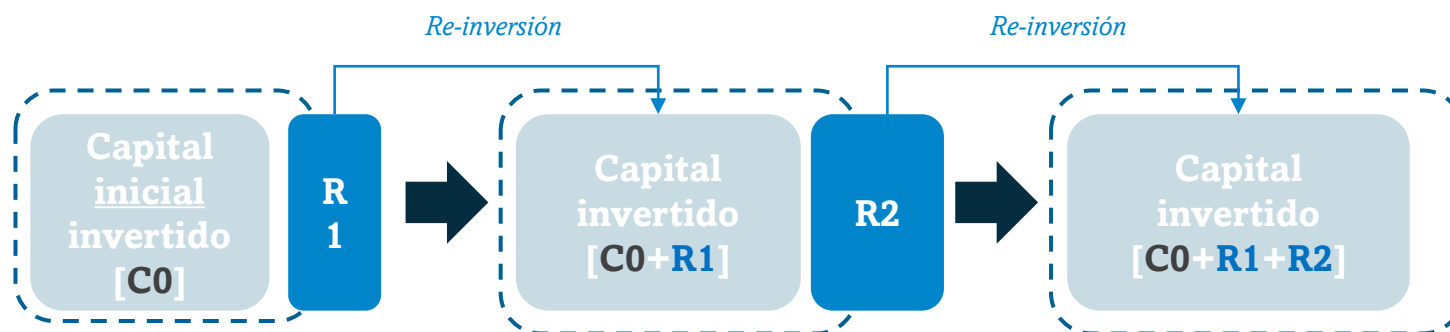 Re-inversión
Re-inversión
Capital
inicial
invertido
[C0]
R
1
Capital
invertido
[C0+R1]
R2
Capital
invertido
[C0+R1+R2]